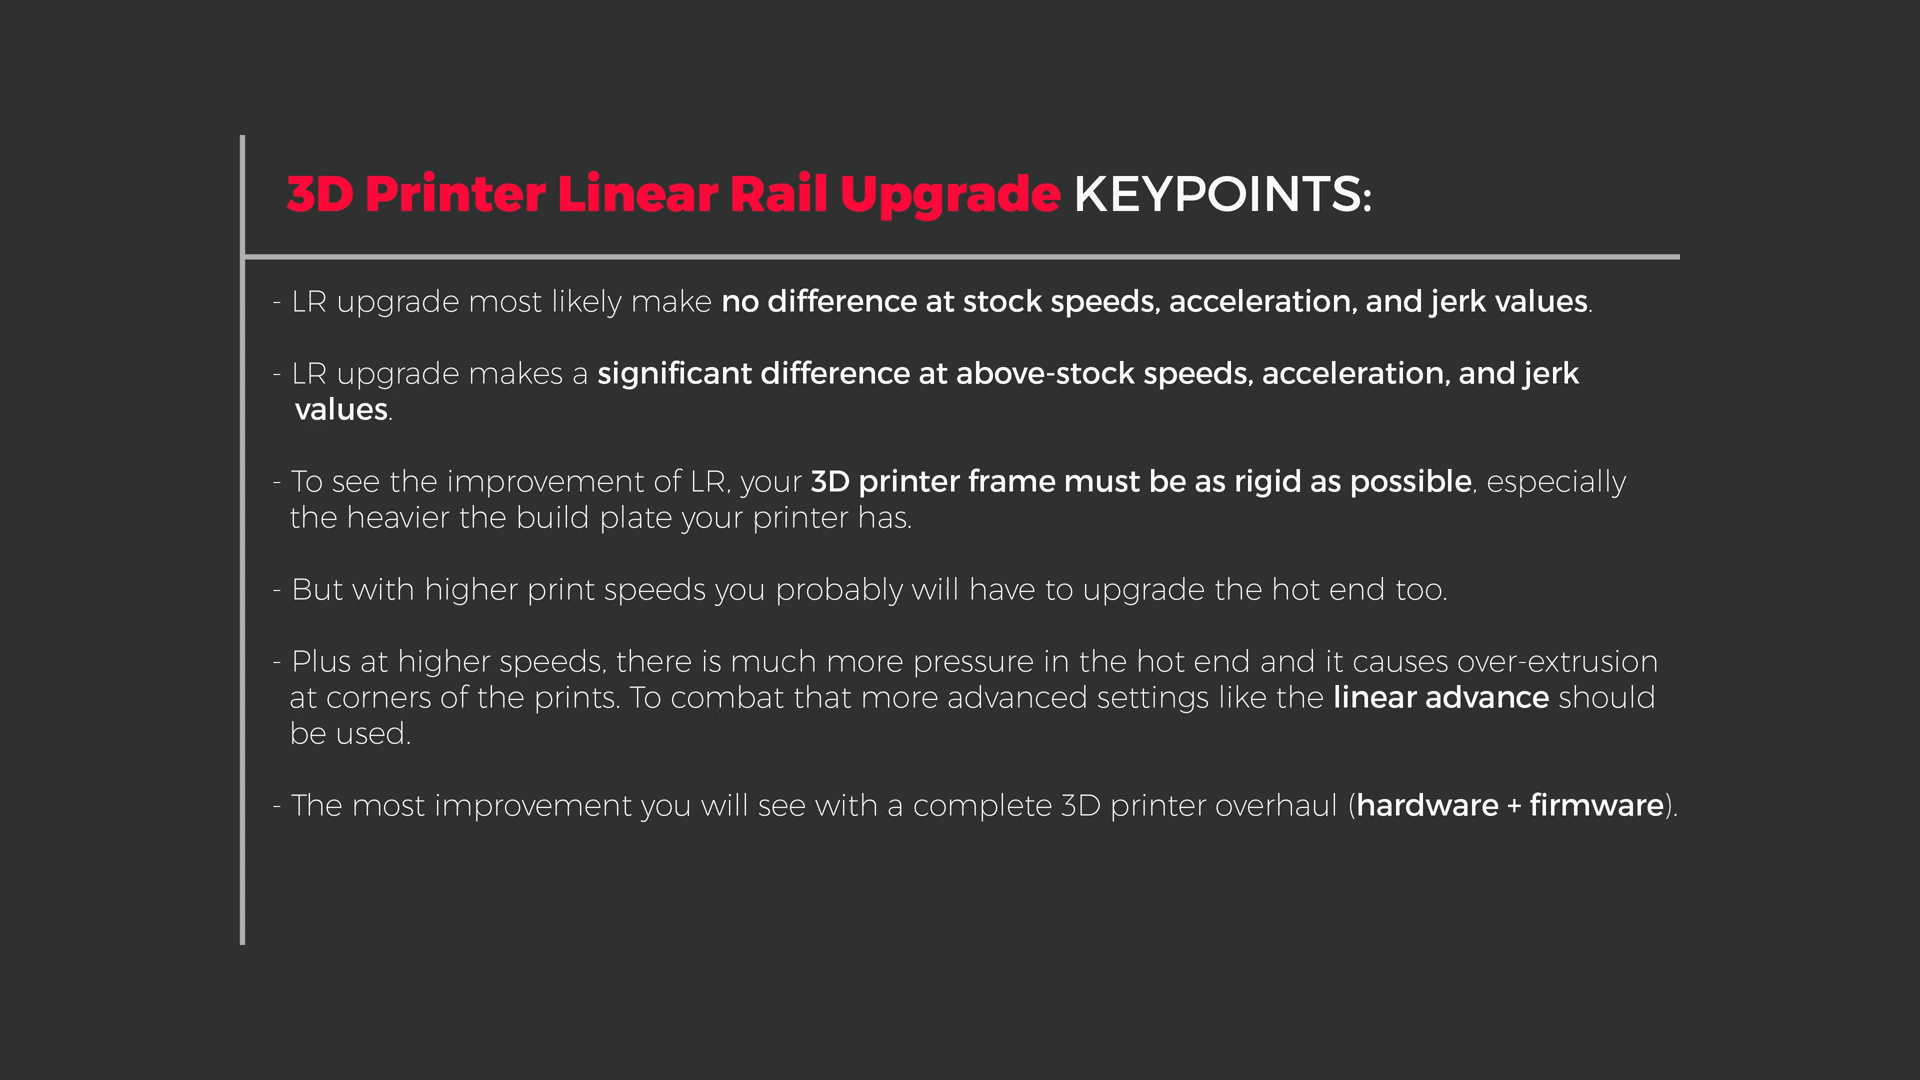 3D Printer Linear Rail Upgrade KEYPOINTS:
- LR upgrade most likely make no difference at stock speeds, acceleration, and jerk values.
- LR upgrade makes a significant difference at above-stock speeds, acceleration, and jerk
values.
- To see the improvement of LR, your 3D printer frame must be as rigid as possible, especially
the heavier the build plate your printer has.
- But with higher print speeds you probably will have to upgrade the hot end too.
- Plus at higher speeds, there is much more pressure in the hot end and it causes over-extrusion
at corners of the prints. To combat that more advanced settings like the linear advance should
be used.
- The most improvement you will see with a complete 3D printer overhaul (hardware + firmware).